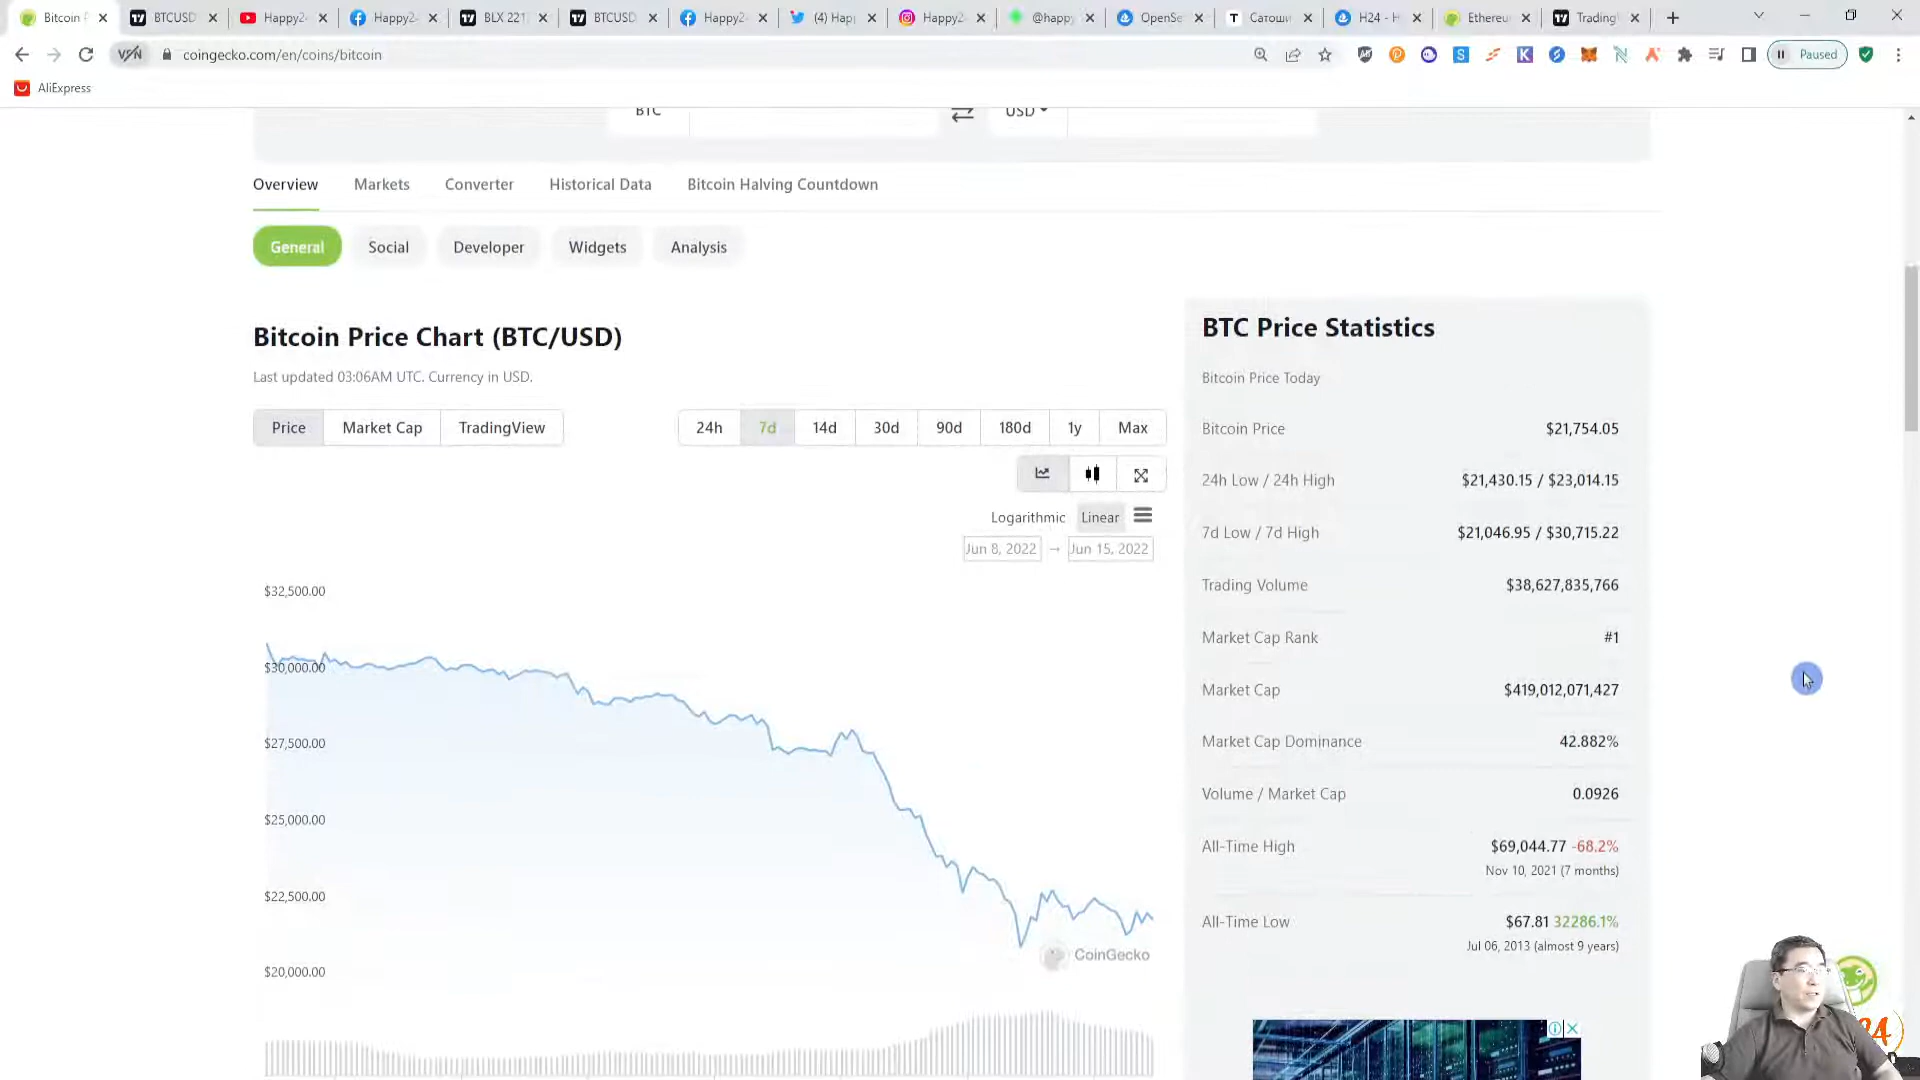 Bitcoin P
BTCUSD
Happy2
Happy2
BLX 221
BTCUSD
Happy2
(4) Hap
Happy2
@happy
OpenSe
Сатоши
H24 - H
Ethereu
Trading
VPN
coingecko.com/en/coins/bitcoin
Paused
AliExpress
BTC
USD
Overview
Markets
Converter
Historical Data
Bitcoin Halving Countdown
General
Social
Developer
Widgets
Analysis
Bitcoin Price Chart (BTC/USD)
Last updated 03:06AM UTC. Currency in USD.
Price
Market Cap
TradingView
24h
7d
14d
30d
90d
180d
1y
Max
Logarithmic
Linear
Jun 8, 2022 → Jun 15, 2022
$32,500.00
$30,000.00
$27,500.00
$25,000.00
$22,500.00
$20,000.00
CoinGecko
BTC Price Statistics
Bitcoin Price Today
Bitcoin Price $21,754.05
24h Low / 24h High $21,430.15 / $23,014.15
7d Low / 7d High $21,046.95 / $30,715.22
Trading Volume $38,627,835,766
Market Cap Rank #1
Market Cap $419,012,071,427
Market Cap Dominance 42.882%
Volume / Market Cap 0.0926
All-Time High $69,044.77 -68.2%
Nov 10, 2021 (7 months)
All-Time Low $67.81 32286.1%
Jul 06, 2013 (almost 9 years)
24